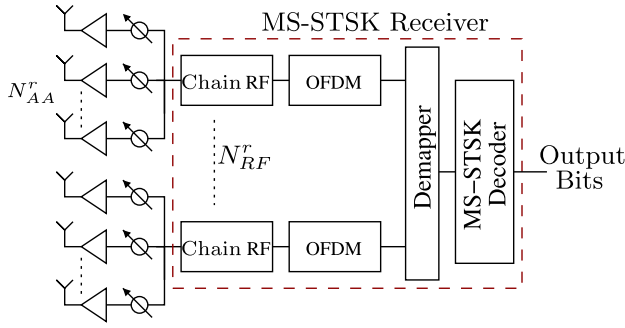 MS-STSK Receiver
N^r_{AA}
Chain RF
OFDM
N^r_{RF}
Demapper
MS–STSK
Decoder
Output
Bits
Chain RF
OFDM